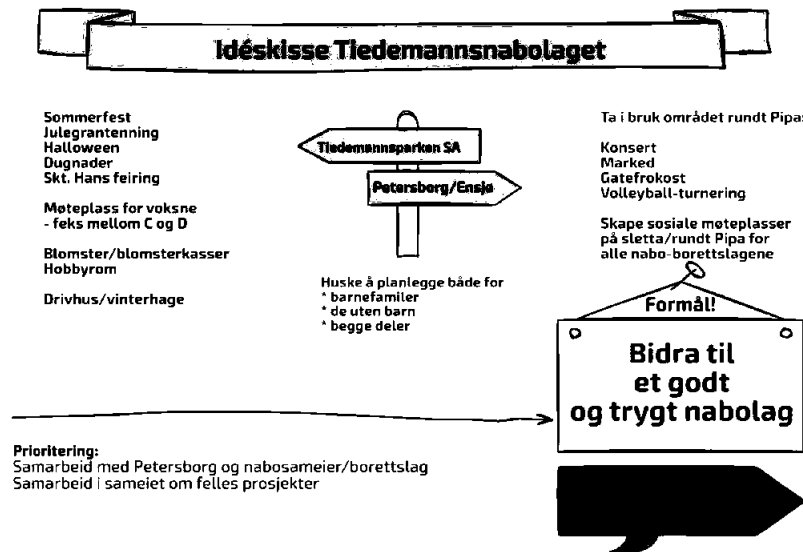 Idéskisse Tiedemannsnabolaget
Sommerfest
Julegrantenning
Halloween
Dugnader
Skt. Hans feiring
Møteplass for voksne
- feks mellom C og D
Blomster/blomsterkasser
Hobbyrom
Drivhus/vinterhage
Tiedemannsparken SA
Petersborg/Ensjø
Huske å planlegge både for
* barnefamiler
* de uten barn
* begge deler
Ta i bruk området rundt Pipa:
Konsert
Marked
Gatefrokost
Volleyball-turnering
Skape sosiale møteplasser
på sletta/rundt Pipa for
alle nabo-borettslagene
Formål!
Bidra til
et godt
og trygt nabolag
Prioritering:
Samarbeid med Petersborg og nabosameier/borettslag
Samarbeid i sameiet om felles prosjekter